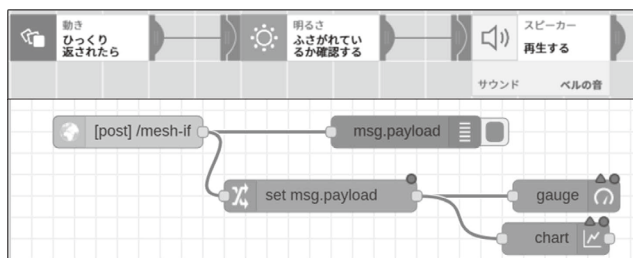 動き
ひっくり
返されたら
明るさ
ふさがれてい
るか確認する
スピーカー
再生する
サウンド ベルの音
[post] /mesh-if
msg.payload
set msg.payload
gauge
chart